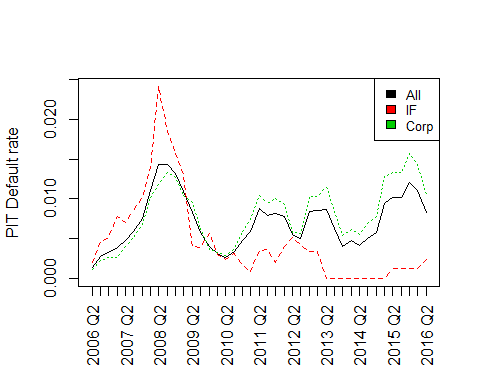 PIT Default rate
0.020
0.010
0.000
All
IF
Corp
2006 Q2
2007 Q2
2008 Q2
2009 Q2
2010 Q2
2011 Q2
2012 Q2
2013 Q2
2014 Q2
2015 Q2
2016 Q2